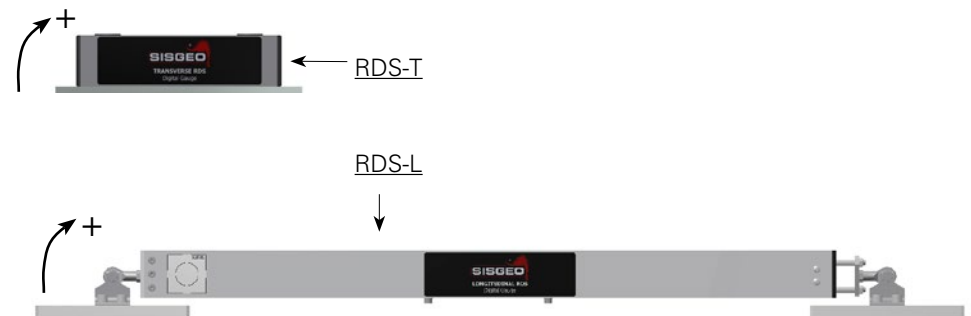 +
SISGEO
TRANSVERSE RDS
Digital Gauge
RDS-T
RDS-L
+
SISGEO
LONGITUDINAL RDS
Digital Gauge